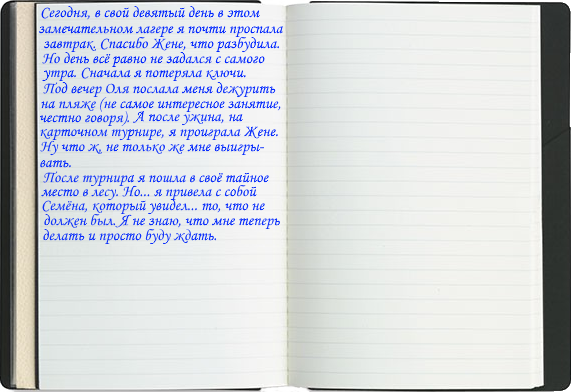 Сегодня, в свой девятый день в этом
замечательном лагере я почти проспала
завтрак. Спасибо Жене, что разбудила.
Но день всё равно не задался с самого
утра. Сначала я потеряла ключи.
Под вечер Оля послала меня дежурить
на пляже (не самое интересное занятие,
честно говоря). А после ужина, на
карточном турнире, я проиграла Жене.
Ну что ж, не только же мне выигры-
вать.
После турнира я пошла в своё тайное
место в лесу. Но... я привела с собой
Семёна, который увидел... то, что не
должен был. Я не знаю, что мне теперь
делать и просто буду ждать.